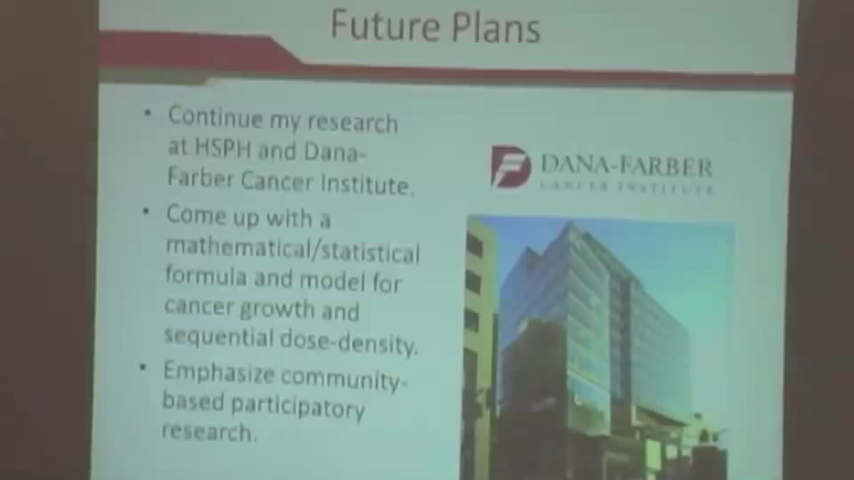 Future Plans
• Continue my research
at HSPH and Dana-
Farber Cancer Institute.
• Come up with a
mathematical/statistical
formula and model for
cancer growth and
sequential dose-density.
• Emphasize community-
based participatory
research.
DANA-FARBER
CANCER INSTITUTE